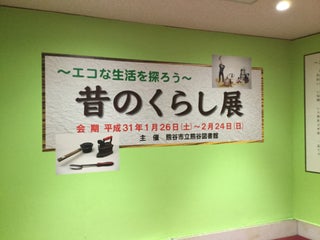 ～エコな生活を探ろう～
昔のくらし展
会 期 平成31年1月26日(土)～2月24日(日)
主 催 熊谷市立熊谷図書館